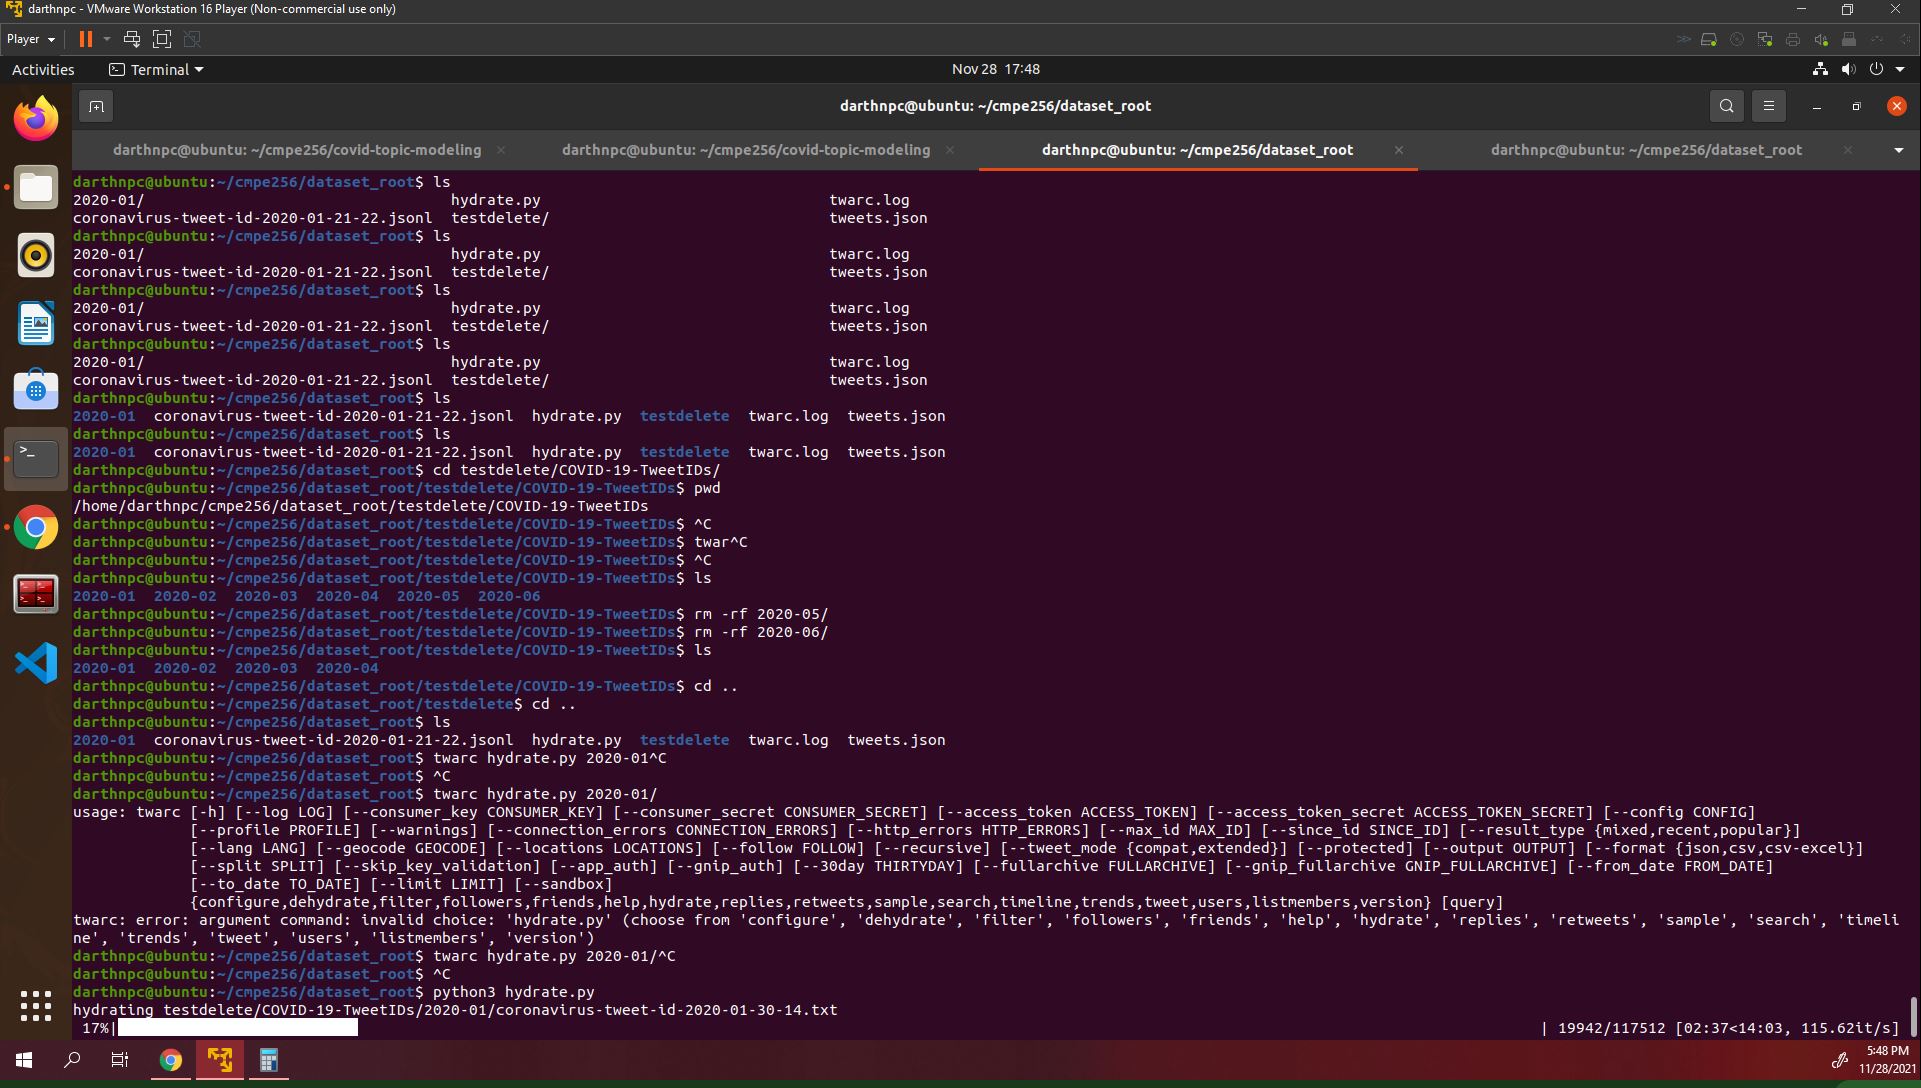 darthnpc - VMware Workstation 16 Player (Non-commercial use only)
Player
Activities
Terminal
Nov 28 17:48
darthnpc@ubuntu: ~/cmpe256/dataset_root
darthnpc@ubuntu: ~/cmpe256/covid-topic-modeling
darthnpc@ubuntu: ~/cmpe256/covid-topic-modeling
darthnpc@ubuntu: ~/cmpe256/dataset_root
darthnpc@ubuntu: ~/cmpe256/dataset_root
darthnpc@ubuntu:~/cmpe256/dataset_root$ ls
2020-01/ hydrate.py twarc.log
coronavirus-tweet-id-2020-01-21-22.jsonl testdelete/ tweets.json
darthnpc@ubuntu:~/cmpe256/dataset_root$ ls
2020-01/ hydrate.py twarc.log
coronavirus-tweet-id-2020-01-21-22.jsonl testdelete/ tweets.json
darthnpc@ubuntu:~/cmpe256/dataset_root$ ls
2020-01/ hydrate.py twarc.log
coronavirus-tweet-id-2020-01-21-22.jsonl testdelete/ tweets.json
darthnpc@ubuntu:~/cmpe256/dataset_root$ ls
2020-01/ hydrate.py twarc.log
coronavirus-tweet-id-2020-01-21-22.jsonl testdelete/ tweets.json
darthnpc@ubuntu:~/cmpe256/dataset_root$ ls
2020-01 coronavirus-tweet-id-2020-01-21-22.jsonl hydrate.py testdelete twarc.log tweets.json
darthnpc@ubuntu:~/cmpe256/dataset_root$ ls
2020-01 coronavirus-tweet-id-2020-01-21-22.jsonl hydrate.py testdelete twarc.log tweets.json
darthnpc@ubuntu:~/cmpe256/dataset_root$ cd testdelete/COVID-19-TweetIDs/
darthnpc@ubuntu:~/cmpe256/dataset_root/testdelete/COVID-19-TweetIDs$ pwd
/home/darthnpc/cmpe256/dataset_root/testdelete/COVID-19-TweetIDs
darthnpc@ubuntu:~/cmpe256/dataset_root/testdelete/COVID-19-TweetIDs$ ^C
darthnpc@ubuntu:~/cmpe256/dataset_root/testdelete/COVID-19-TweetIDs$ twar^C
darthnpc@ubuntu:~/cmpe256/dataset_root/testdelete/COVID-19-TweetIDs$ ^C
darthnpc@ubuntu:~/cmpe256/dataset_root/testdelete/COVID-19-TweetIDs$ ls
2020-01 2020-02 2020-03 2020-04 2020-05 2020-06
darthnpc@ubuntu:~/cmpe256/dataset_root/testdelete/COVID-19-TweetIDs$ rm -rf 2020-05/
darthnpc@ubuntu:~/cmpe256/dataset_root/testdelete/COVID-19-TweetIDs$ rm -rf 2020-06/
darthnpc@ubuntu:~/cmpe256/dataset_root/testdelete/COVID-19-TweetIDs$ ls
2020-01 2020-02 2020-03 2020-04
darthnpc@ubuntu:~/cmpe256/dataset_root/testdelete/COVID-19-TweetIDs$ cd ..
darthnpc@ubuntu:~/cmpe256/dataset_root/testdelete$ cd ..
darthnpc@ubuntu:~/cmpe256/dataset_root$ ls
2020-01 coronavirus-tweet-id-2020-01-21-22.jsonl hydrate.py testdelete twarc.log tweets.json
darthnpc@ubuntu:~/cmpe256/dataset_root$ twarc hydrate.py 2020-01^C
darthnpc@ubuntu:~/cmpe256/dataset_root$ ^C
darthnpc@ubuntu:~/cmpe256/dataset_root$ twarc hydrate.py 2020-01/
usage: twarc [-h] [--log LOG] [--consumer_key CONSUMER_KEY] [--consumer_secret CONSUMER_SECRET] [--access_token ACCESS_TOKEN] [--access_token_secret ACCESS_TOKEN_SECRET] [--config CONFIG]
[--profile PROFILE] [--warnings] [--connection_errors CONNECTION_ERRORS] [--http_errors HTTP_ERRORS] [--max_id MAX_ID] [--since_id SINCE_ID] [--result_type {mixed,recent,popular}]
[--lang LANG] [--geocode GEOCODE] [--locations LOCATIONS] [--follow FOLLOW] [--recursive] [--tweet_mode {compat,extended}] [--protected] [--output OUTPUT] [--format {json,csv,csv-excel}]
[--split SPLIT] [--skip_key_validation] [--app_auth] [--gnip_auth] [--30day THIRTYDAY] [--fullarchive FULLARCHIVE] [--gnip_fullarchive GNIP_FULLARCHIVE] [--from_date FROM_DATE]
[--to_date TO_DATE] [--limit LIMIT] [--sandbox]
{configure,dehydrate,filter,followers,friends,help,hydrate,replies,retweets,sample,search,timeline,trends,tweet,users,listmembers,version} [query]
twarc: error: argument command: invalid choice: 'hydrate.py' (choose from 'configure', 'dehydrate', 'filter', 'followers', 'friends', 'help', 'hydrate', 'replies', 'retweets', 'sample', 'search', 'timeli
ne', 'trends', 'tweet', 'users', 'listmembers', 'version')
darthnpc@ubuntu:~/cmpe256/dataset_root$ twarc hydrate.py 2020-01/^C
darthnpc@ubuntu:~/cmpe256/dataset_root$ ^C
darthnpc@ubuntu:~/cmpe256/dataset_root$ python3 hydrate.py
hydrating testdelete/COVID-19-TweetIDs/2020-01/coronavirus-tweet-id-2020-01-30-14.txt
17%| | 19942/117512 [02:37<14:03, 115.62it/s]
5:48 PM
11/28/2021